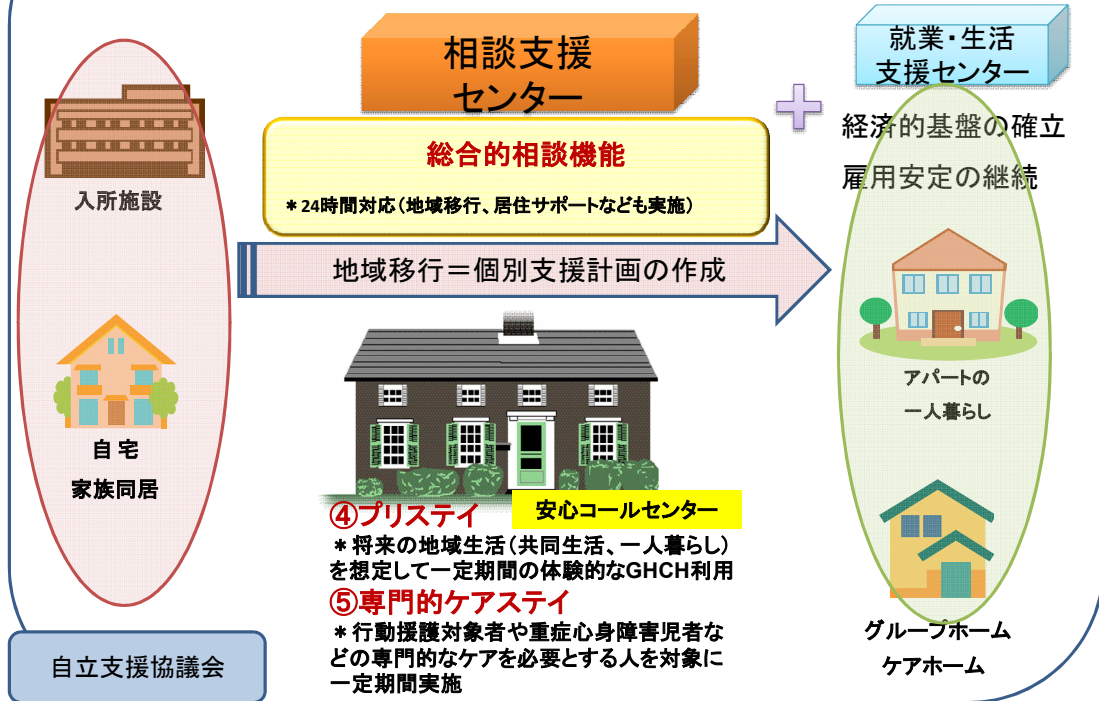 相談支援
センター
就業・生活
支援センター
総合的相談機能
＊24時間対応（地域移行、居住サポートなども実施）
経済的基盤の確立
雇用安定の継続
入所施設
地域移行＝個別支援計画の作成
自宅
家族同居
アパートの
一人暮らし
安心コールセンター
④プリステイ
＊将来の地域生活（共同生活、一人暮らし）
を想定して一定期間の体験的なGHCH利用
⑤専門的ケアステイ
＊行動援護対象者や重症心身障害児者な
どの専門的なケアを必要とする人を対象に
一定期間実施
グループホーム
ケアホーム
自立支援協議会